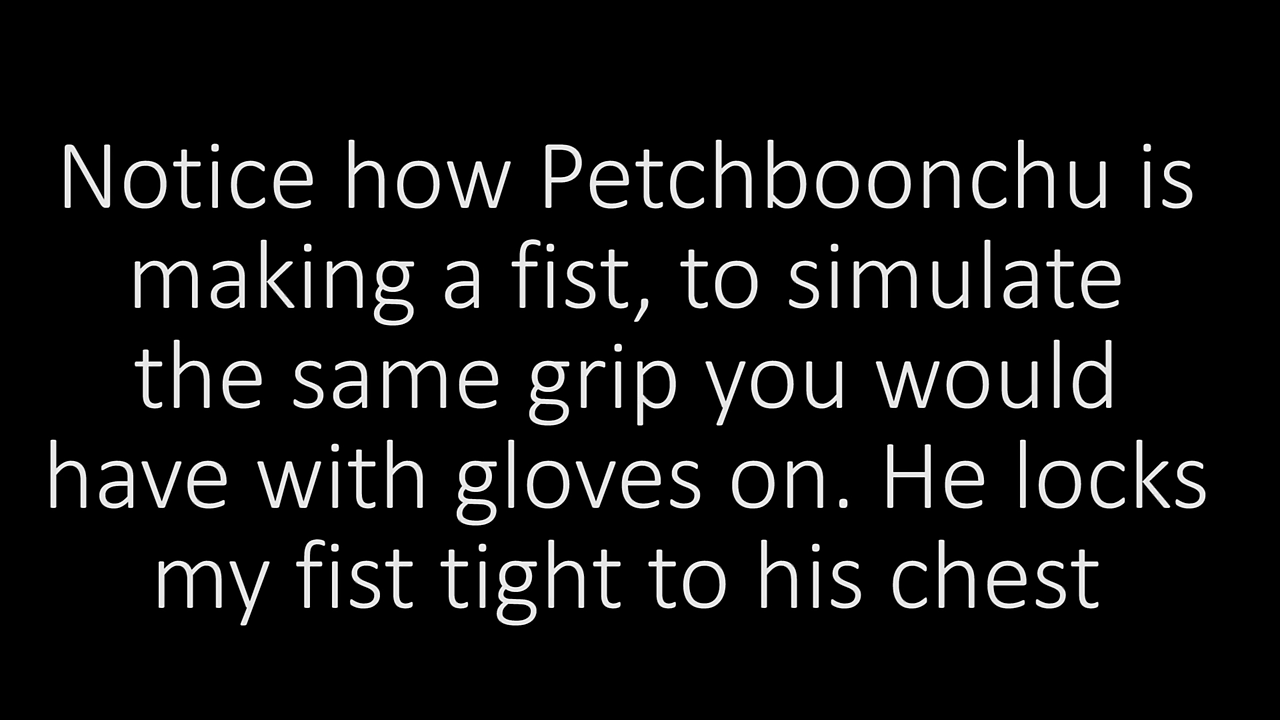 Notice how Petchboonchu is
making a fist, to simulate
the same grip you would
have with gloves on. He locks
my fist tight to his chest